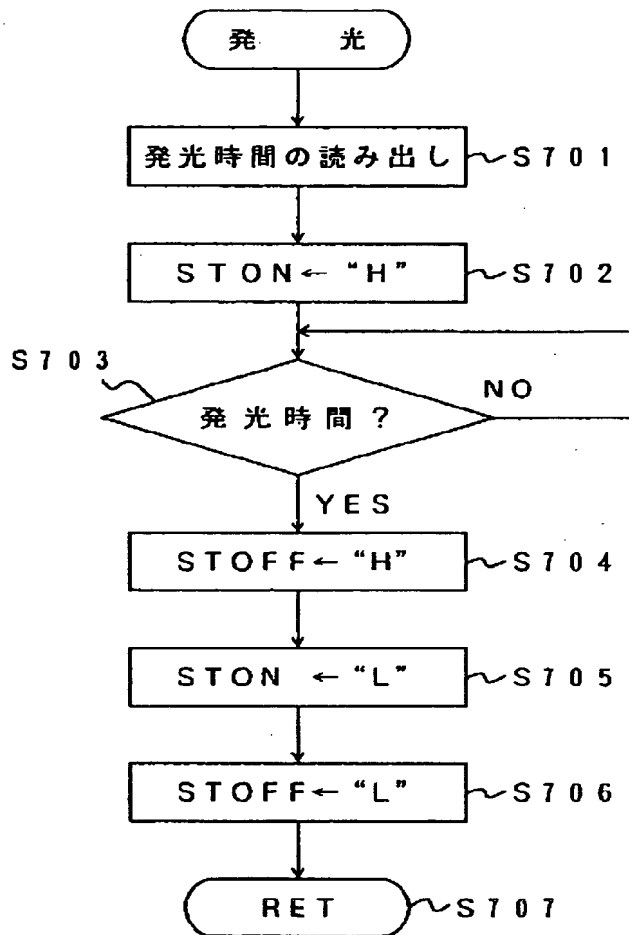 発 光
発光時間の読み出し S701
STON←“H” S702
S703
発光時間？ NO
YES
STOFF←“H” S704
STON ←“L” S705
STOFF←“L” S706
RET S707